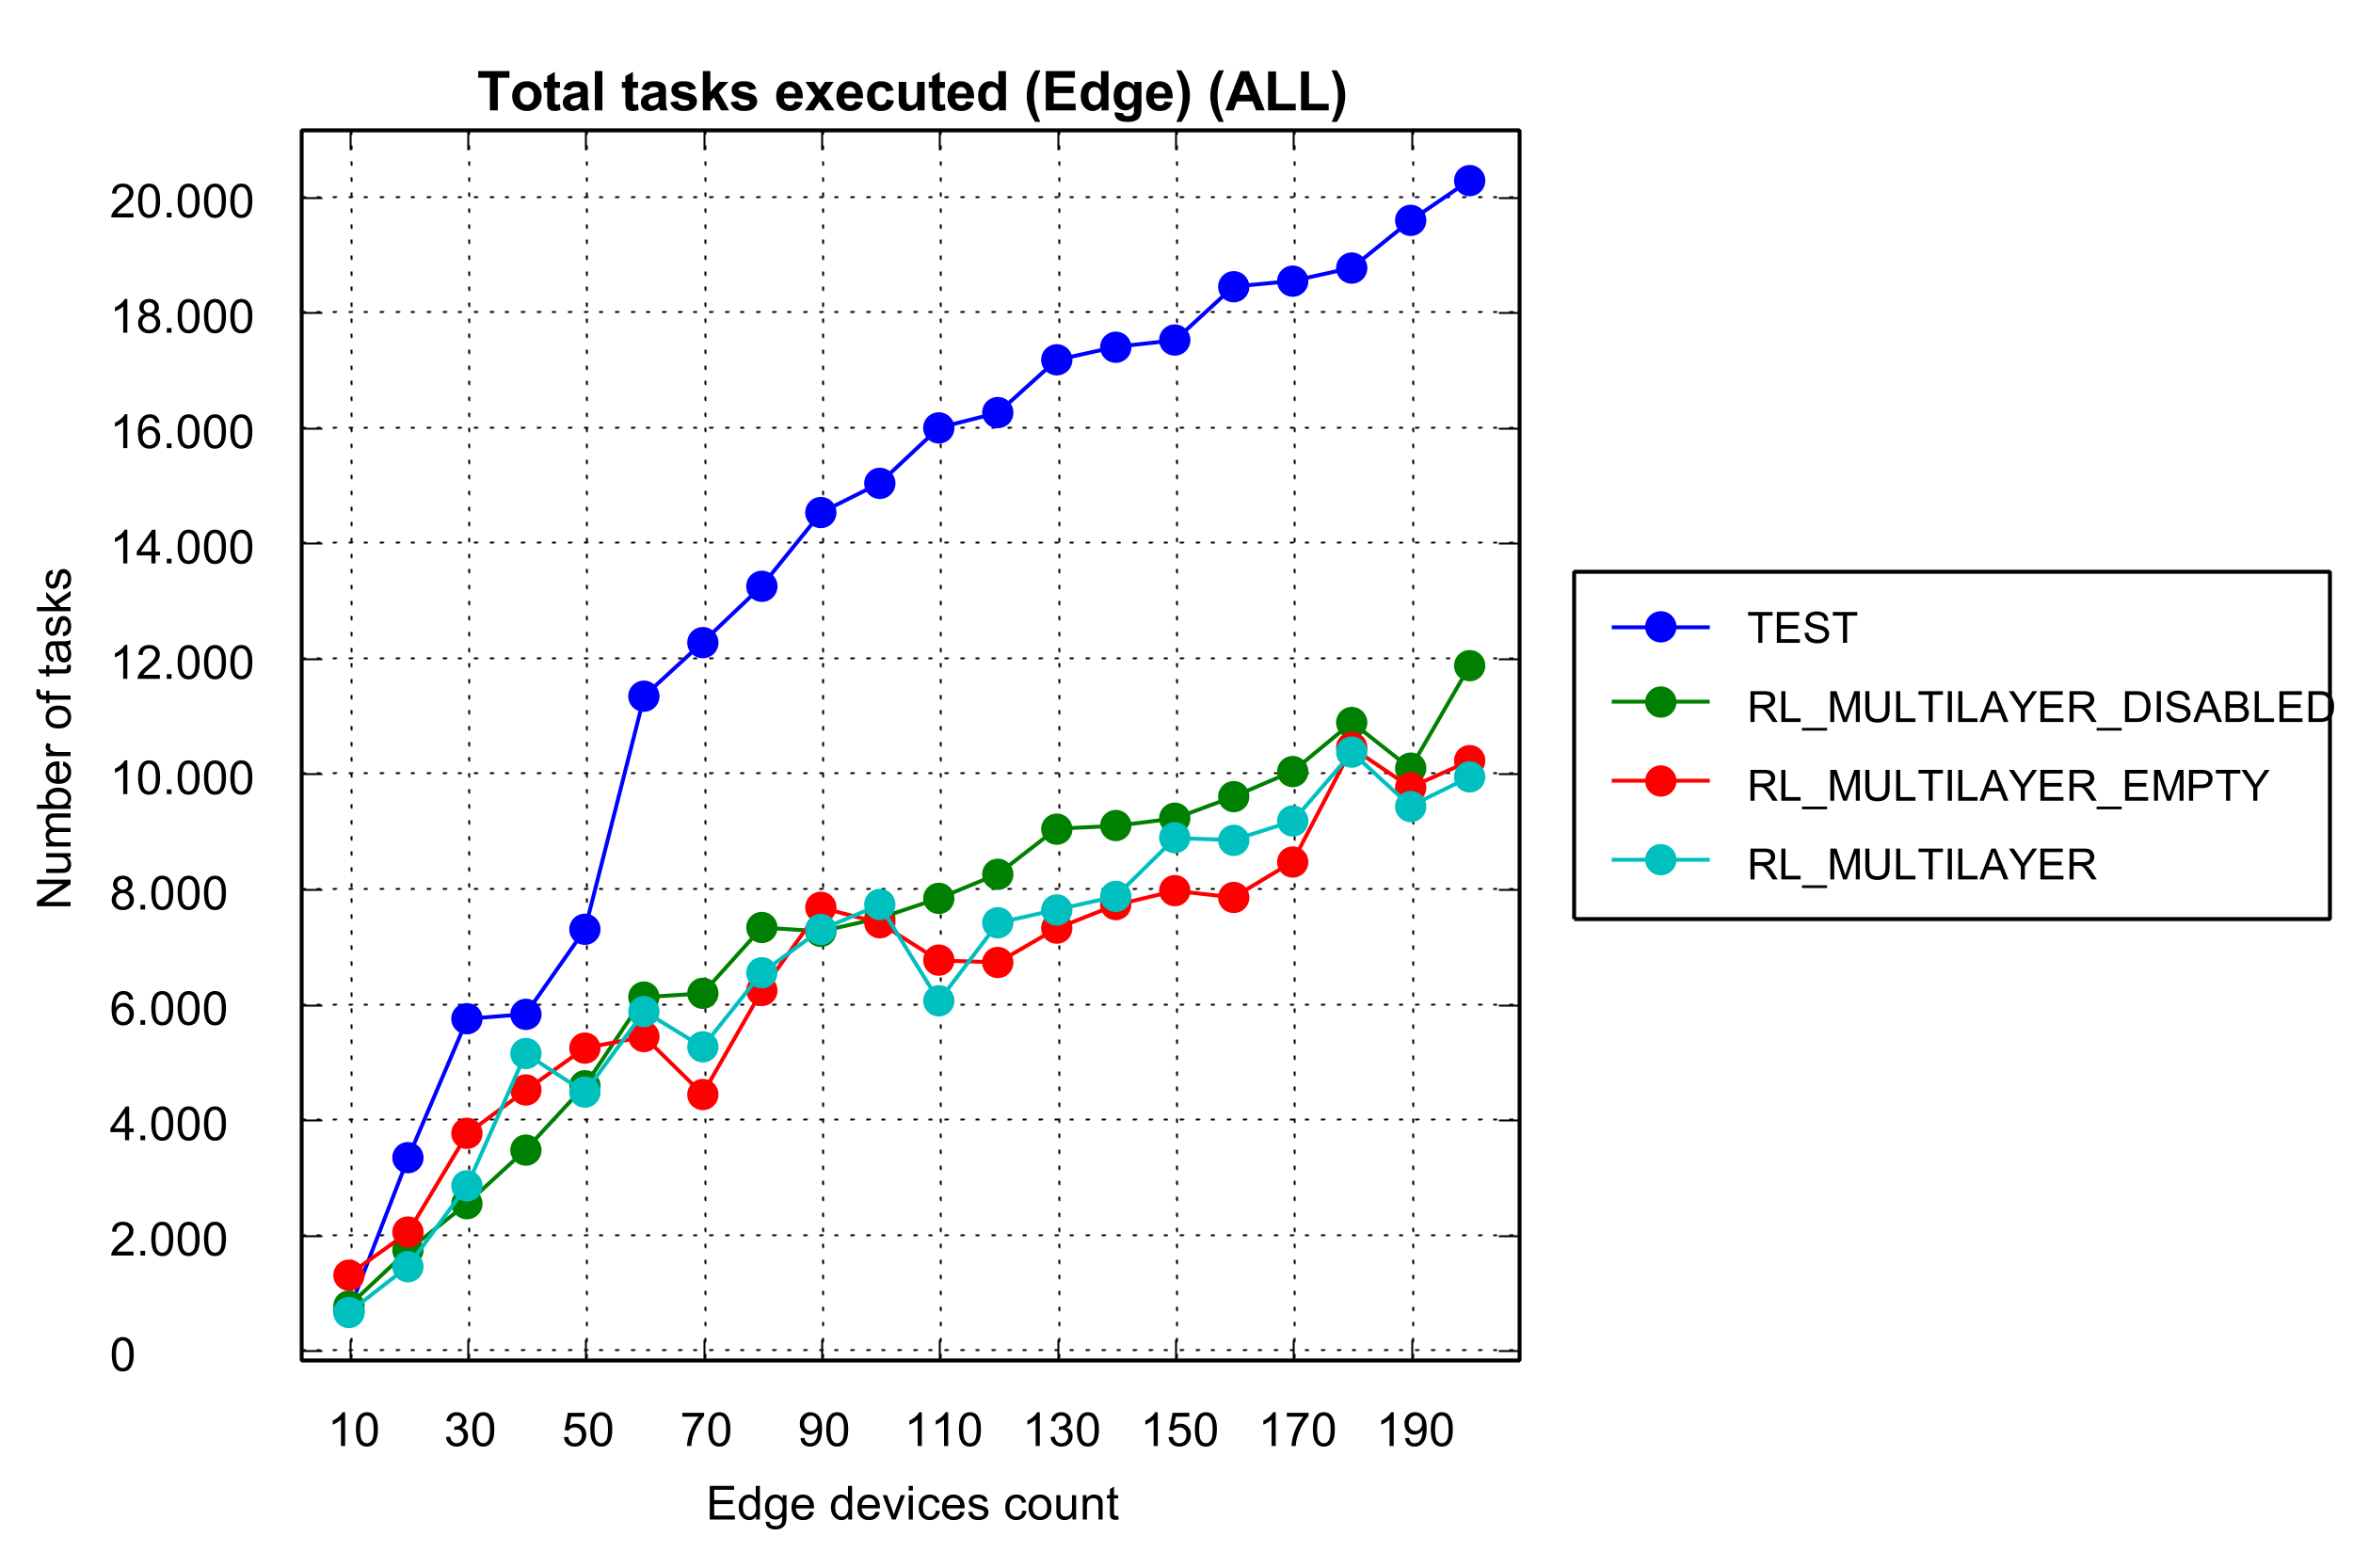 Total tasks executed (Edge) (ALL)
20.000
18.000
16.000
14.000
12.000
10.000
8.000
6.000
4.000
2.000
0
Number of tasks
10 30 50 70 90 110 130 150 170 190
Edge devices count
TEST
RL_MULTILAYER_DISABLED
RL_MULTILAYER_EMPTY
RL_MULTILAYER